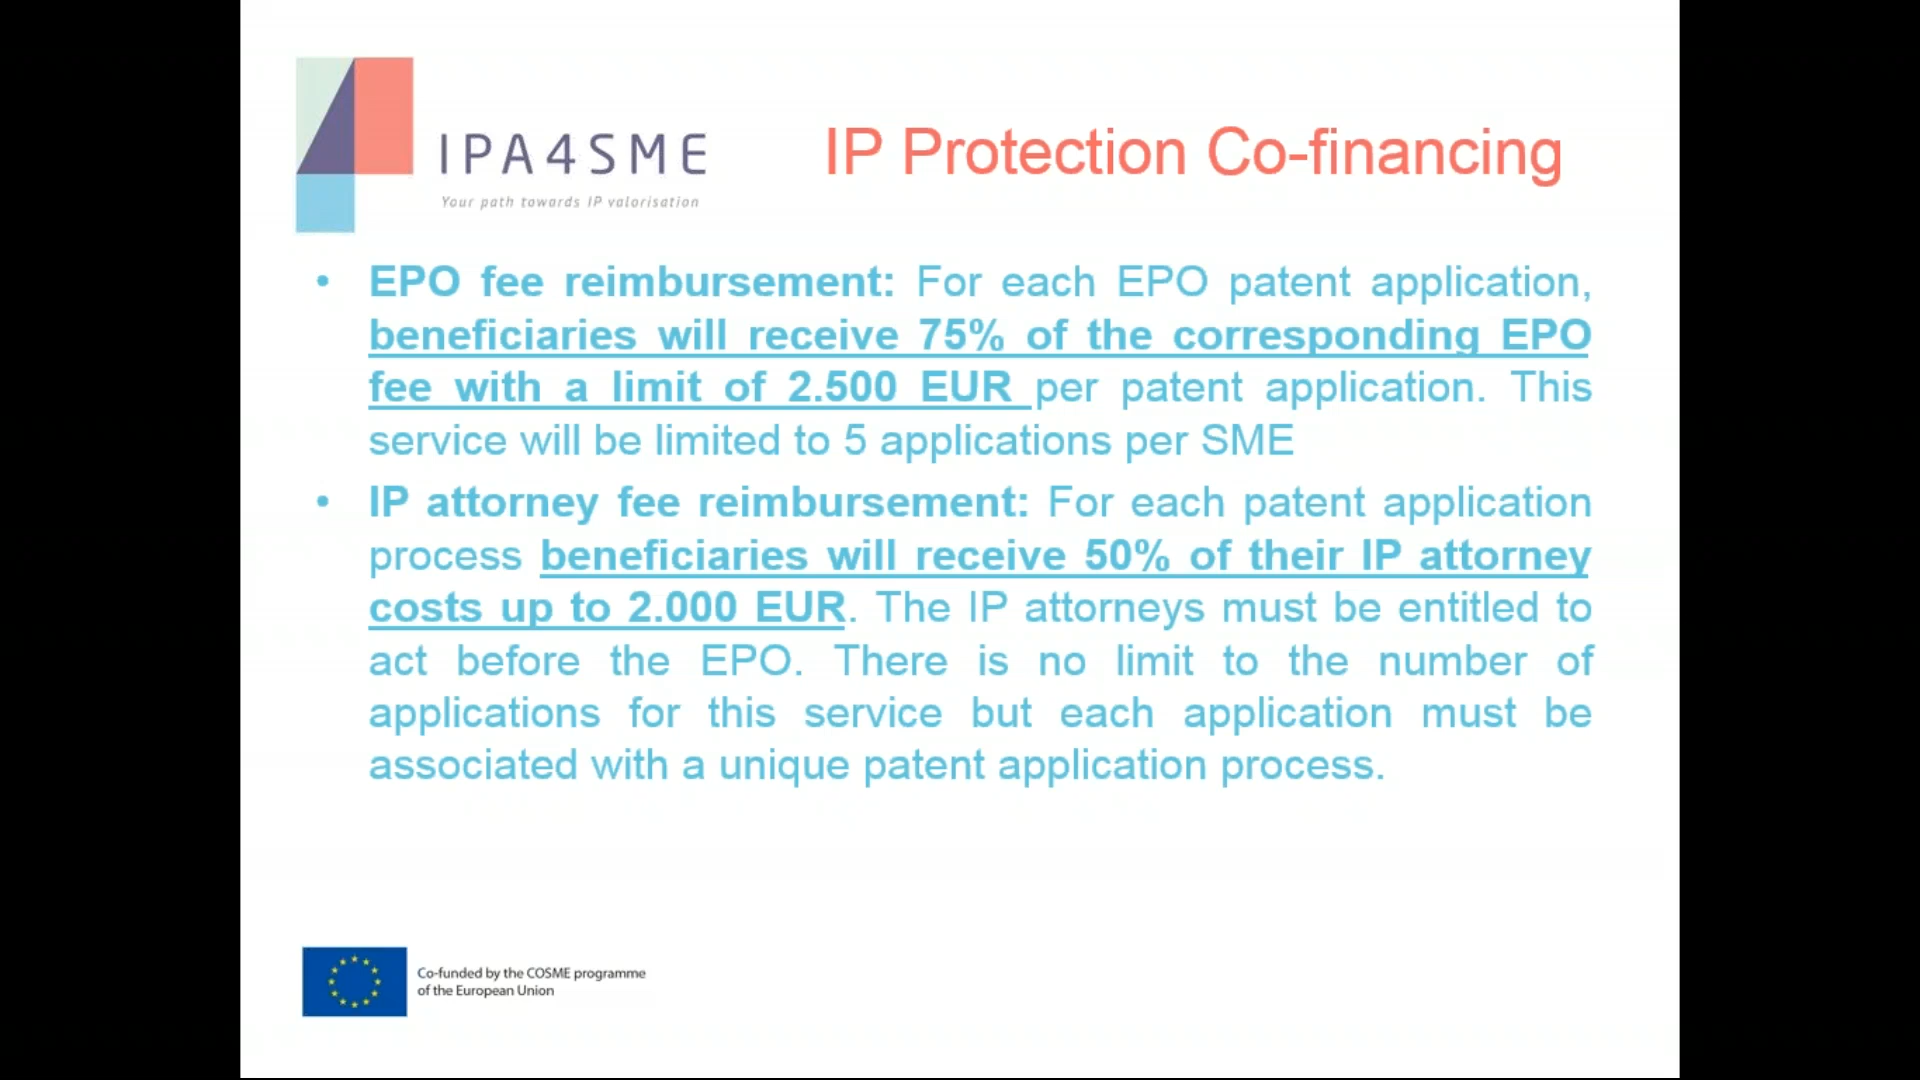 IPA4SME
Your path towards IP valorisation
IP Protection Co-financing
• EPO fee reimbursement: For each EPO patent application,
beneficiaries will receive 75% of the corresponding EPO
fee with a limit of 2.500 EUR per patent application. This
service will be limited to 5 applications per SME
• IP attorney fee reimbursement: For each patent application
process beneficiaries will receive 50% of their IP attorney
costs up to 2.000 EUR. The IP attorneys must be entitled to
act before the EPO. There is no limit to the number of
applications for this service but each application must be
associated with a unique patent application process.
Co-funded by the COSME programme
of the European Union